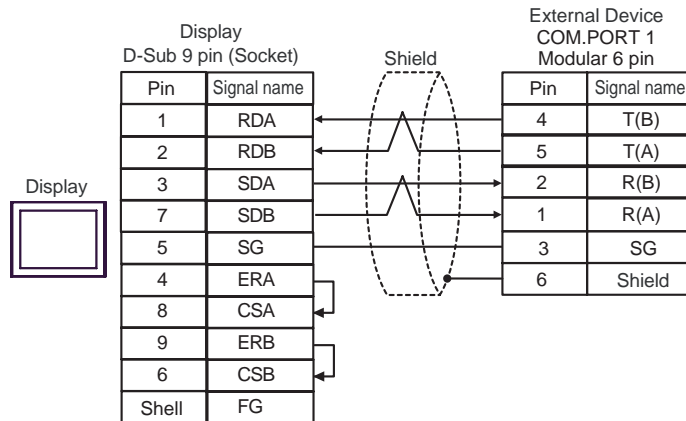 Display
D-Sub 9 pin (Socket)
Shield
External Device
COM.PORT 1
Modular 6 pin
Pin Signal name
1 RDA
2 RDB
3 SDA
7 SDB
5 SG
4 ERA
8 CSA
9 ERB
6 CSB
Shell FG
Display
Pin Signal name
4 T(B)
5 T(A)
2 R(B)
1 R(A)
3 SG
6 Shield